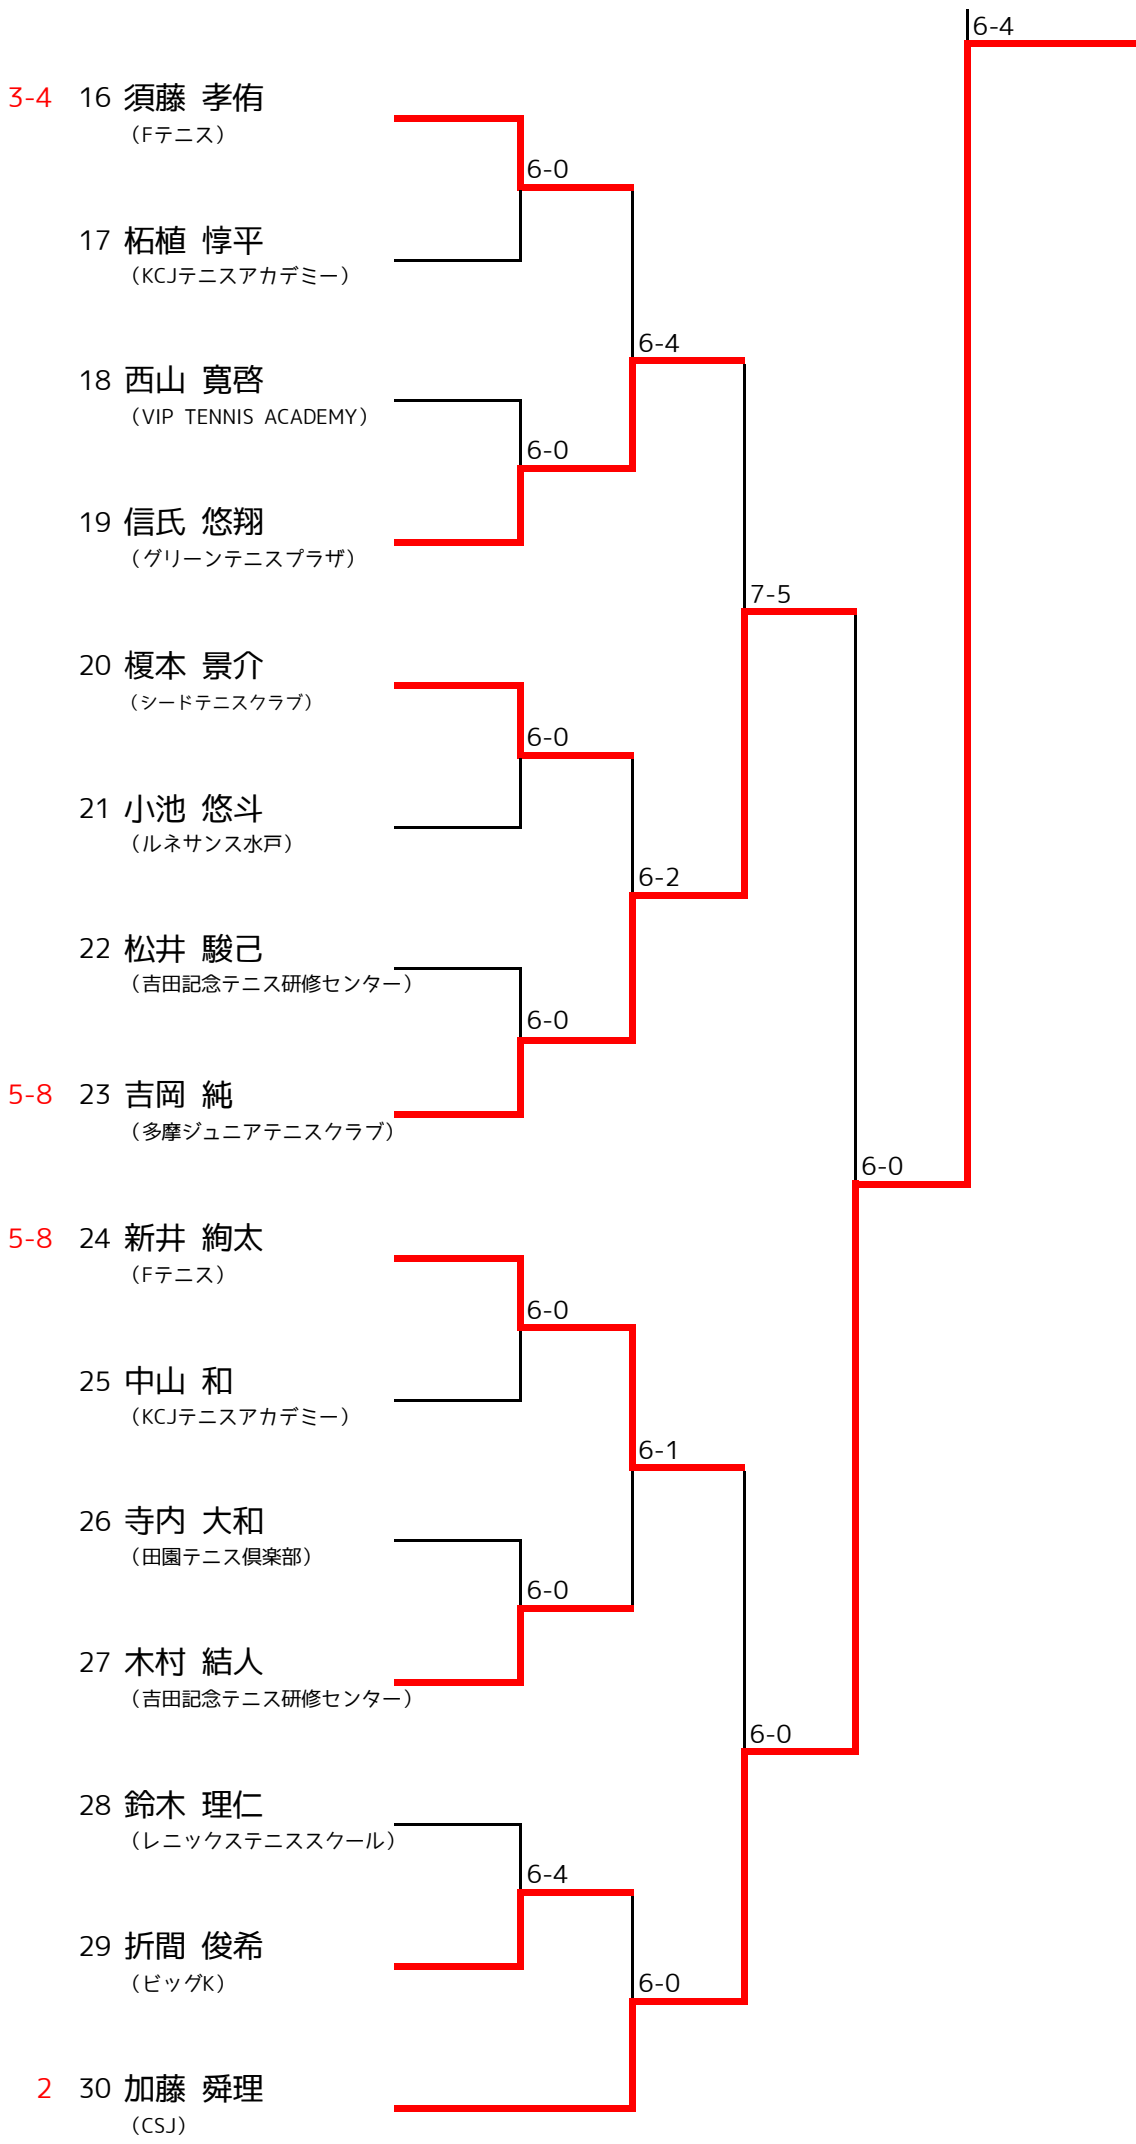 6-4
3-4 16 須藤 孝侑
（Fテニス）
6-0
17 柘植 惇平
（KCJテニスアカデミー）
6-4
18 西山 寛啓
（VIP TENNIS ACADEMY）
6-0
19 信氏 悠翔
（グリーンテニスプラザ）
7-5
20 榎本 景介
（シードテニスクラブ）
6-0
21 小池 悠斗
（ルネサンス水戸）
6-2
22 松井 駿己
（吉田記念テニス研修センター）
6-0
5-8 23 吉岡 純
（多摩ジュニアテニスクラブ）
6-0
5-8 24 新井 絢太
（Fテニス）
6-0
25 中山 和
（KCJテニスアカデミー）
6-1
26 寺内 大和
（田園テニス倶楽部）
6-0
27 木村 結人
（吉田記念テニス研修センター）
6-0
28 鈴木 理仁
（レニックステニススクール）
6-4
29 折間 俊希
（ビッグK）
6-0
2 30 加藤 舜理
（CSJ）